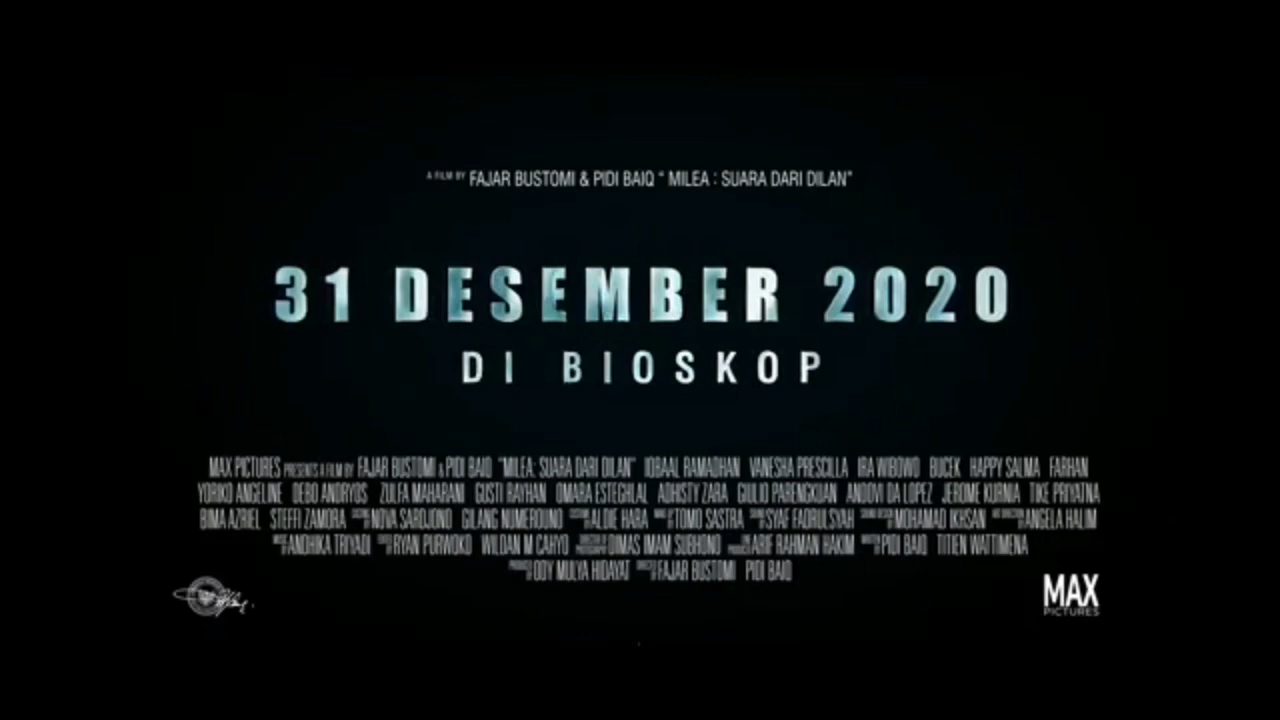 A FILM BY FAJAR BUSTOMI & PIDI BAIQ " MILEA : SUARA DARI DILAN"
31 DESEMBER 2020
DI BIOSKOP
MAX PICTURES PRESENTS A FILM BY FAJAR BUSTOMI & PIDI BAIQ "MILEA: SUARA DARI DILAN" IQBAAL RAMADHAN VANESHA PRESCILLA IRA WIBOWO BUCEK HAPPY SALMA FARHAN
YORIKO ANGELINE DEBO ANDRYOS ZULFA MAHARANI GUSTI RAYHAN OMARA ESTEGHLAL ADHISTY ZARA GIULIO PARENGKUAN ANDOVI DA LOPEZ JEROME KURNIA TIKE PRIYATNA
BIMA AZRIEL STEFFI ZAMORA NOVA SARDJONO GILANG NUMEROUNO ALDIE HARA TOMO SASTRA SYAF FADRULSYAH MOHAMAD IKHSAN ANGELA HALIM
ANDHIKA TRIYADI RYAN PURWOKO WILDAN M CAHYO DIMAS IMAM SUBHONO ARIF RAHMAN HAKIM PIDI BAIQ TITIEN WATTIMENA
ODY MULYA HIDAYAT FAJAR BUSTOMI PIDI BAIQ
MAX
PICTURES